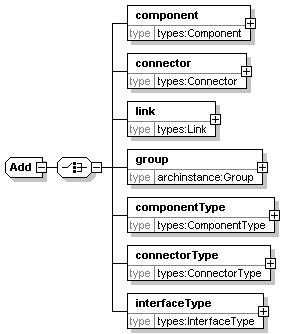 component
type types:Component
connector
type types:Connector
link
type types:Link
Add
group
type archinstance:Group
componentType
type types:ComponentType
connectorType
type types:ConnectorType
interfaceType
type types:InterfaceType